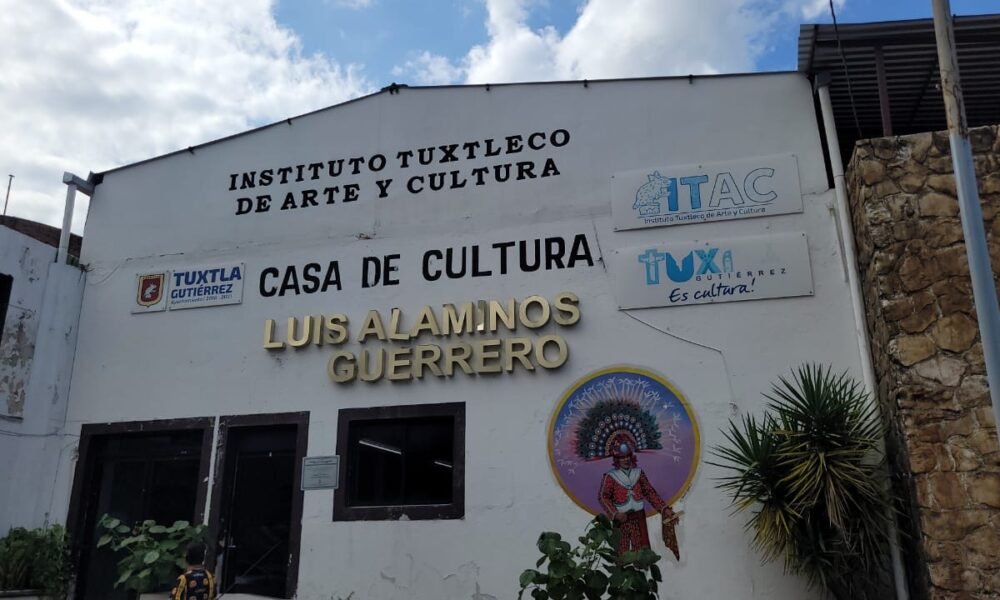 INSTITUTO TUXTLECO
DE ARTE Y CULTURA
ITAC
Instituto Tuxtleco de Arte y Cultura
CASA DE CULTURA
TUXTLA
GUTIÉRREZ
TUX
GUTIÉRREZ
Es cultura!
LUIS ALAMINOS
GUERRERO